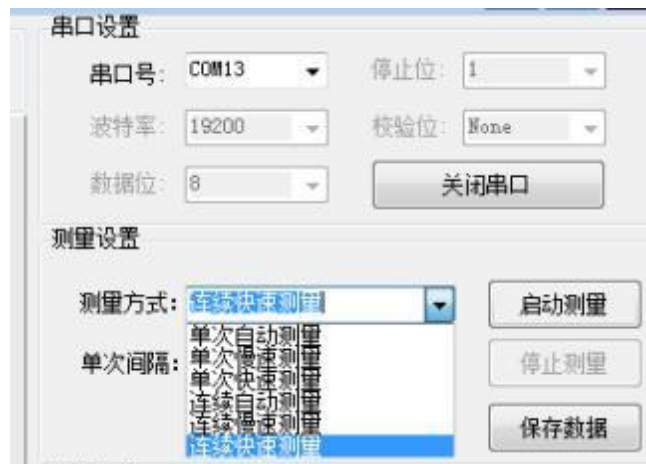 串口设置
串口号: COM13 停止位: 1
波特率: 19200 校验位: None
数据位: 8 关闭串口
测量设置
测量方式: 连续快速测量 启动测量
单次自动测量
单次慢速测量
单次间隔: 单次快速测量 停止测量
连续自动测量
连续慢速测量 保存数据
连续快速测量